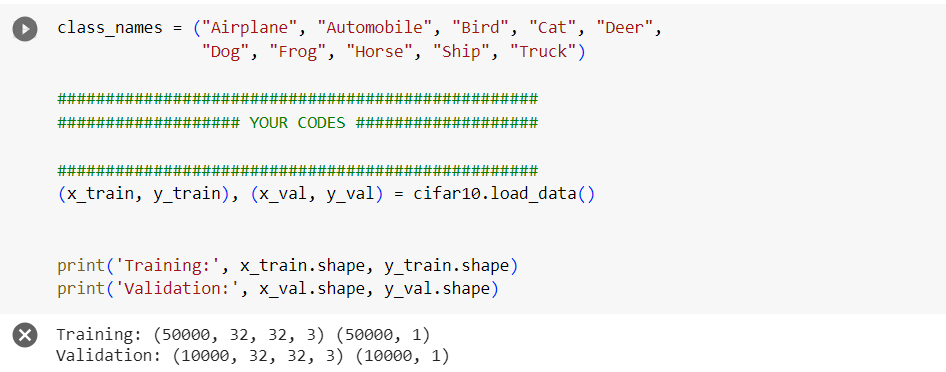 class_names = ("Airplane", "Automobile", "Bird", "Cat", "Deer",
"Dog", "Frog", "Horse", "Ship", "Truck")
##################################################
################### YOUR CODES ###################
##################################################
(x_train, y_train), (x_val, y_val) = cifar10.load_data()
print('Training:', x_train.shape, y_train.shape)
print('Validation:', x_val.shape, y_val.shape)
Training: (50000, 32, 32, 3) (50000, 1)
Validation: (10000, 32, 32, 3) (10000, 1)